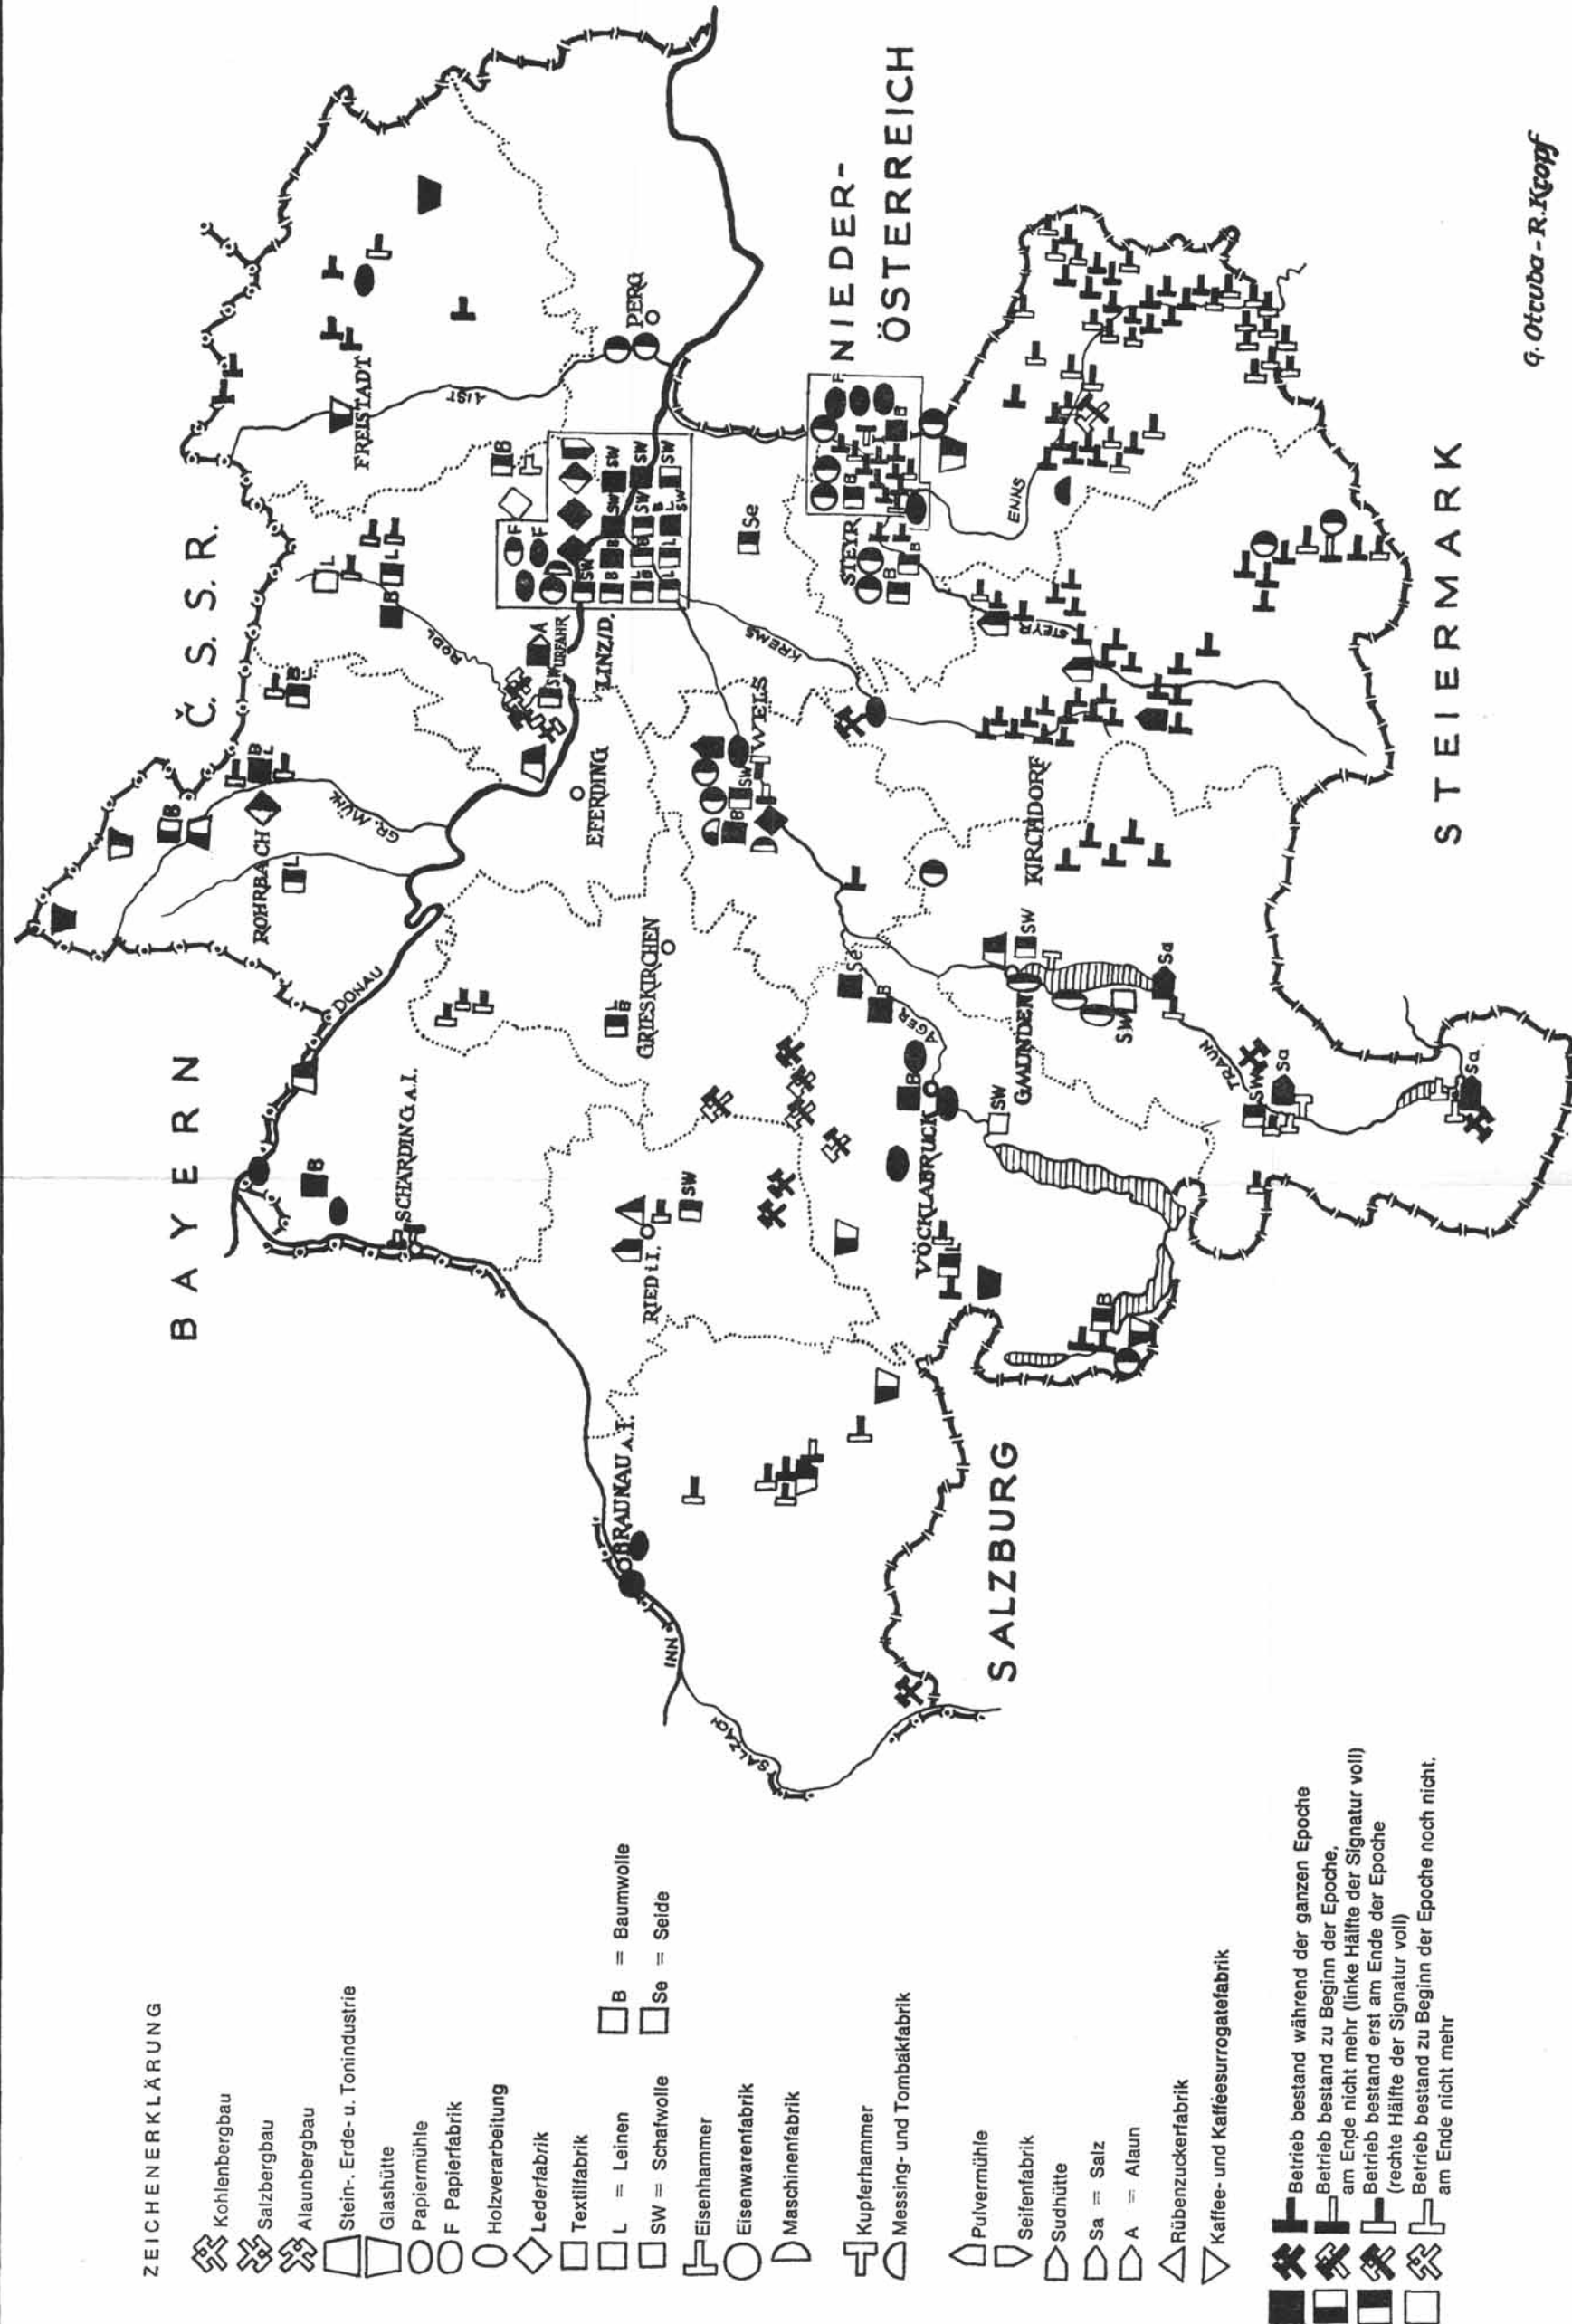 ZEICHENERKLÄRUNG
Kohlenbergbau
Salzbergbau
Alaunbergbau
Stein-. Erde- u. Tonindustrie
Glashütte
Papiermühle
F Papierfabrik
Holzverarbeitung
Lederfabrik
Textilfabrik
L = Leinen
B = Baumwolle
SW = Schafwolle
Se = Seide
Eisenhammer
Eisenwarenfabrik
Maschinenfabrik
Kupferhammer
Messing- und Tombakfabrik
Pulvermühle
Seifenfabrik
Sudhütte
Sa = Salz
A = Alaun
Rübenzuckerfabrik
Kaffee- und Kaffeesurrogatefabrik
Betrieb bestand während der ganzen Epoche
Betrieb bestand zu Beginn der Epoche,
am Ende nicht mehr (linke Hälfte der Signatur voll)
Betrieb bestand erst am Ende der Epoche
(rechte Hälfte der Signatur voll)
Betrieb bestand zu Beginn der Epoche noch nicht.
am Ende nicht mehr
BAYERN
Č.S.S.R.
NIEDER-
ÖSTERREICH
STEIERMARK
SALZBURG
ROHRBACH
GR. MÜHL
FREISTADT
AIST
PERG
RODL
URFAHR
LINZ/D.
DONAU
SCHARDING A.I.
EFERDING
GRIESKIRCHEN
WELS
KREMS
STEYR
ENNS
STEYR
RIED i I.
BRAUNAU A.I.
INN
SALZACH
VÖCKLABRUCK
AGER
GMUNDEN
TRAUN
KIRCHDORF
G. Otruba - R. Kropf